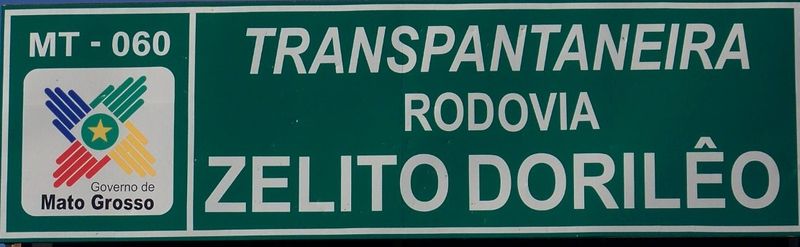 MT - 060
Governo de
Mato Grosso
TRANSPANTANEIRA
RODOVIA
ZELITO DORILÊO